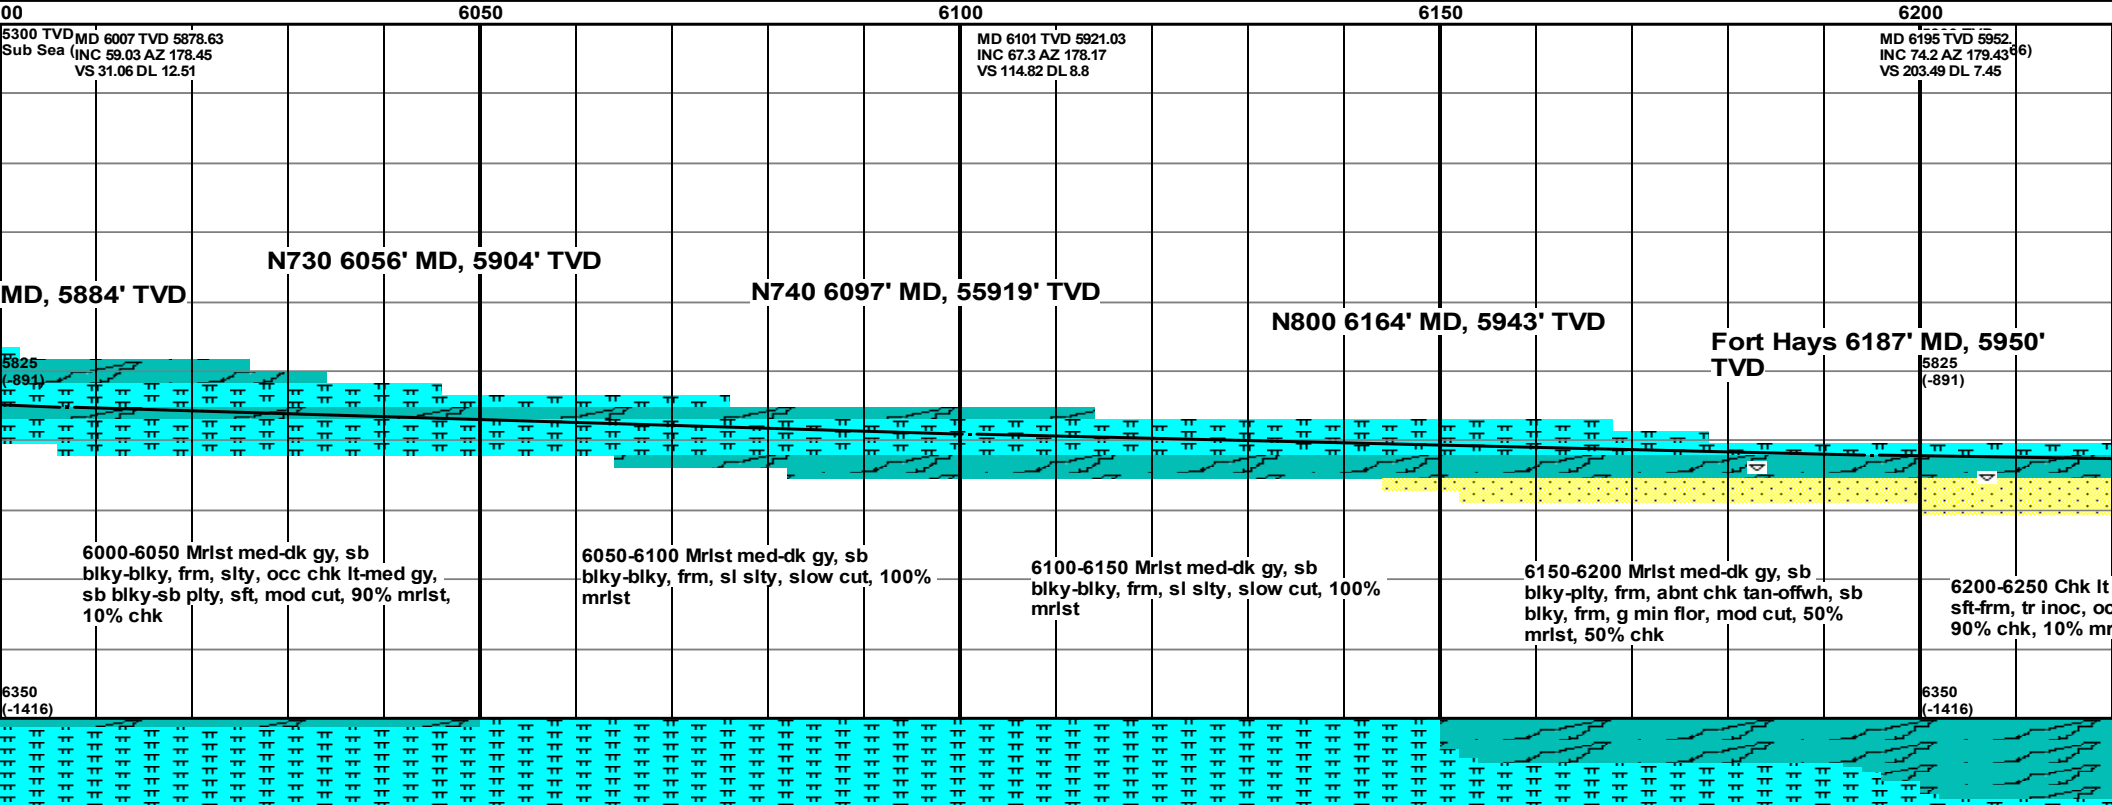 00 6050 6100 6150 6200
5300 TVD
Sub Sea (
MD 6007 TVD 5878.63
INC 59.03 AZ 178.45
VS 31.06 DL 12.51
MD 6101 TVD 5921.03
INC 67.3 AZ 178.17
VS 114.82 DL 8.8
MD 6195 TVD 5952.
INC 74.2 AZ 179.43
VS 203.49 DL 7.45
66)
N730 6056' MD, 5904' TVD
MD, 5884' TVD
N740 6097' MD, 55919' TVD
N800 6164' MD, 5943' TVD
Fort Hays 6187' MD, 5950'
TVD
5825
(-891)
5825
(-891)
6000-6050 Mrlst med-dk gy, sb
blky-blky, frm, slty, occ chk lt-med gy,
sb blky-sb plty, sft, mod cut, 90% mrlst,
10% chk
6050-6100 Mrlst med-dk gy, sb
blky-blky, frm, sl slty, slow cut, 100%
mrlst
6100-6150 Mrlst med-dk gy, sb
blky-blky, frm, sl slty, slow cut, 100%
mrlst
6150-6200 Mrlst med-dk gy, sb
blky-plty, frm, abnt chk tan-offwh, sb
blky, frm, g min flor, mod cut, 50%
mrlst, 50% chk
6200-6250 Chk lt
sft-frm, tr inoc, oc
90% chk, 10% mr
6350
(-1416)
6350
(-1416)